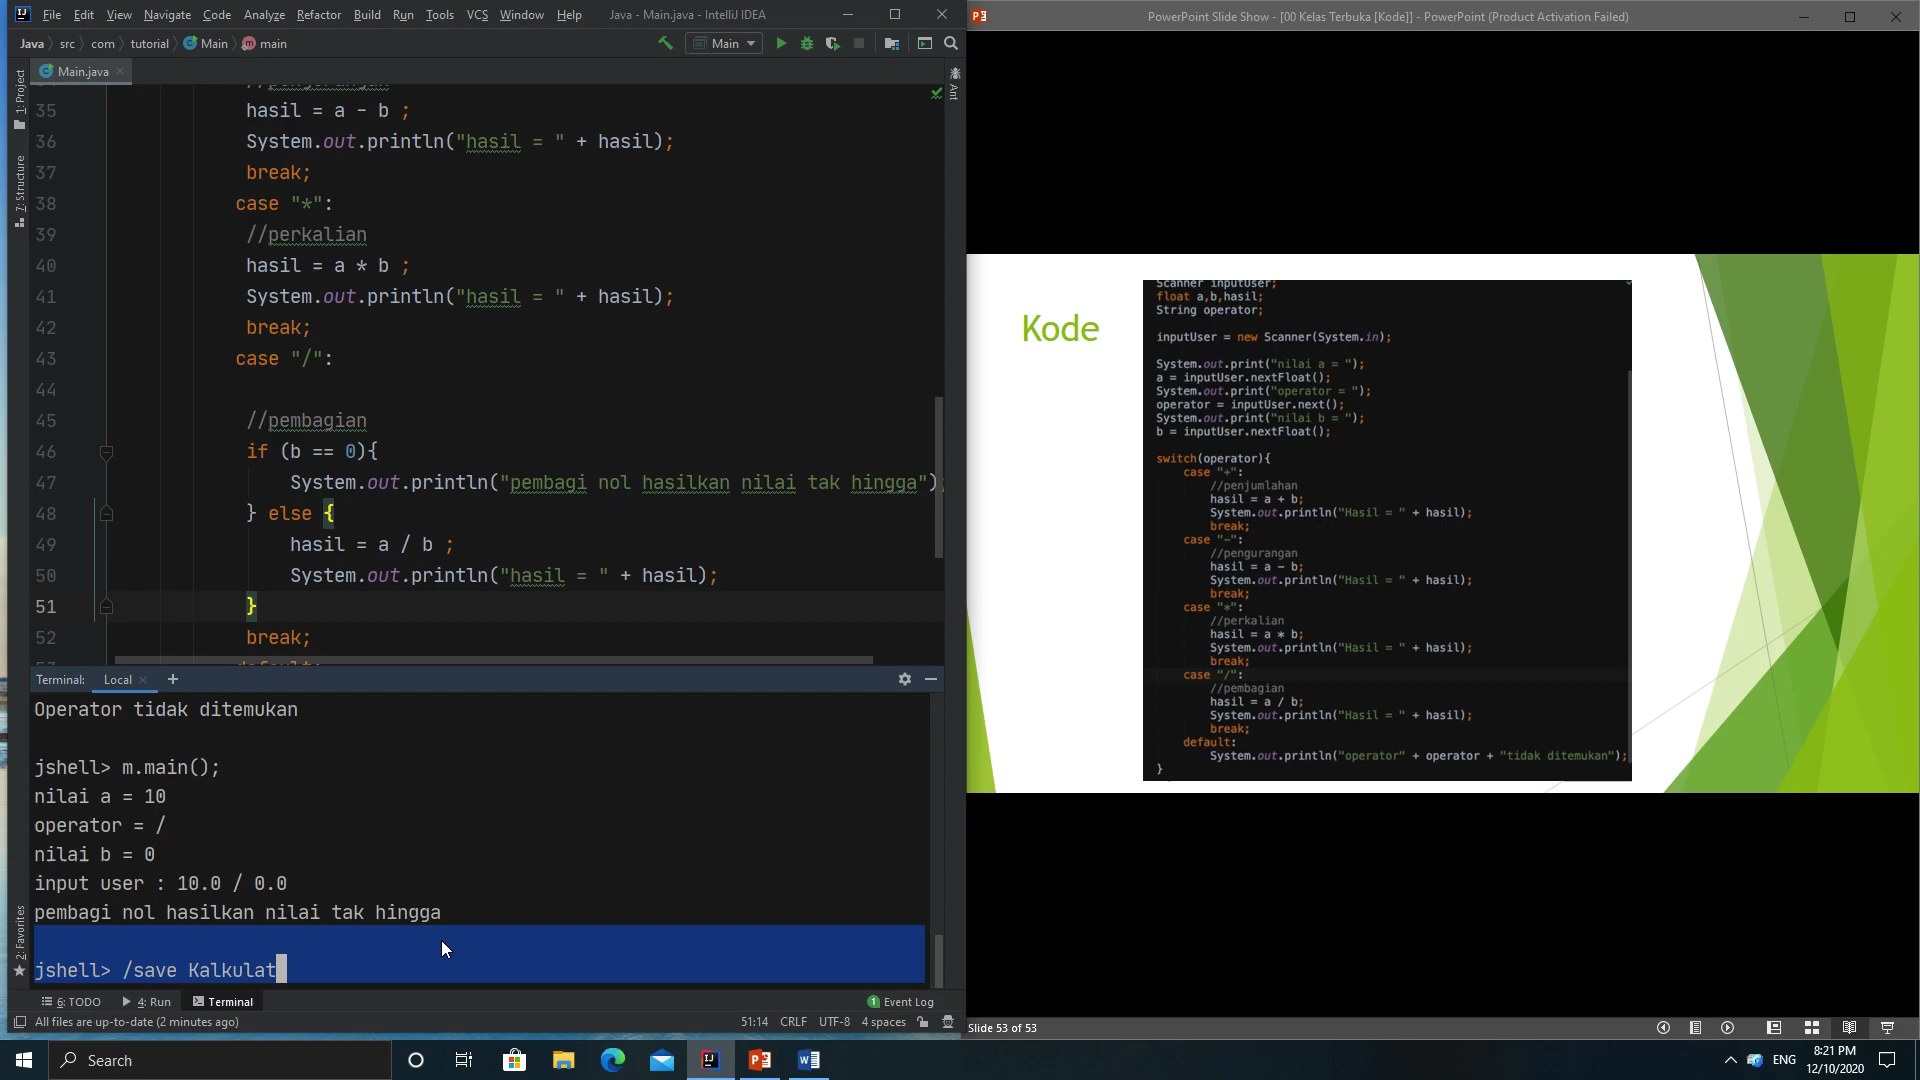 File Edit View Navigate Code Analyze Refactor Build Run Tools VCS Window Help Java - Main.java - IntelliJ IDEA
Java src com tutorial Main main
Main
Main.java
1: Project
7: Structure
2: Favorites
Ant
35 hasil = a - b ;
36 System.out.println("hasil = " + hasil);
37 break;
38 case "*":
39 //perkalian
40 hasil = a * b ;
41 System.out.println("hasil = " + hasil);
42 break;
43 case "/":
44
45 //pembagian
46 if (b == 0){
47 System.out.println("pembagi nol hasilkan nilai tak hingga");
48 } else {
49 hasil = a / b ;
50 System.out.println("hasil = " + hasil);
51 }
52 break;
Terminal: Local +
Operator tidak ditemukan
jshell> m.main();
nilai a = 10
operator = /
nilai b = 0
input user : 10.0 / 0.0
pembagi nol hasilkan nilai tak hingga
jshell> /save Kalkulat
6: TODO 4: Run Terminal 1 Event Log
All files are up-to-date (2 minutes ago) 51:14 CRLF UTF-8 4 spaces
PowerPoint Slide Show - [00 Kelas Terbuka [Kode]] - PowerPoint (Product Activation Failed)
Kode
Scanner inputUser;
float a,b,hasil;
String operator;
inputUser = new Scanner(System.in);
System.out.print("nilai a = ");
a = inputUser.nextFloat();
System.out.print("operator = ");
operator = inputUser.next();
System.out.print("nilai b = ");
b = inputUser.nextFloat();
switch(operator){
case "+":
//penjumlahan
hasil = a + b;
System.out.println("Hasil = " + hasil);
break;
case "-":
//pengurangan
hasil = a - b;
System.out.println("Hasil = " + hasil);
break;
case "*":
//perkalian
hasil = a * b;
System.out.println("Hasil = " + hasil);
break;
case "/":
//pembagian
hasil = a / b;
System.out.println("Hasil = " + hasil);
break;
default:
System.out.println("operator" + operator + "tidak ditemukan");
}
Slide 53 of 53
Search
ENG
8:21 PM
12/10/2020